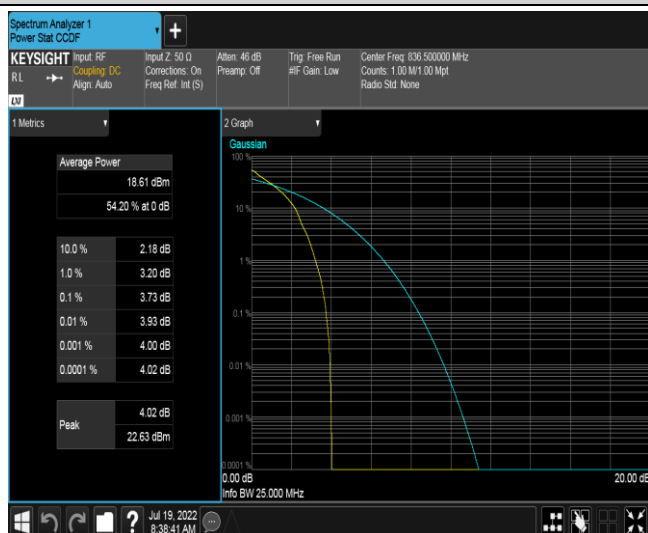 Spectrum Analyzer 1
Power Stat CCDF
KEYSIGHT
RL
LXI
Input: RF
Coupling: DC
Align: Auto
Input Z: 50 Ω
Corrections: On
Freq Ref: Int (S)
Atten: 46 dB
Preamp: Off
Trig: Free Run
#IF Gain: Low
Center Freq: 836.500000 MHz
Counts: 1.00 M/1.00 Mpt
Radio Std: None
1 Metrics
Average Power
18.61 dBm
54.20 % at 0 dB
10.0 % 2.18 dB
1.0 % 3.20 dB
0.1 % 3.73 dB
0.01 % 3.93 dB
0.001 % 4.00 dB
0.0001 % 4.02 dB
Peak
4.02 dB
22.63 dBm
2 Graph
Gaussian
100 %
10 %
1 %
0.1 %
0.01 %
0.001 %
0.0001 %
0.00 dB
20.00 dB
Info BW 25.000 MHz
?
Jul 19, 2022
8:38:41 AM